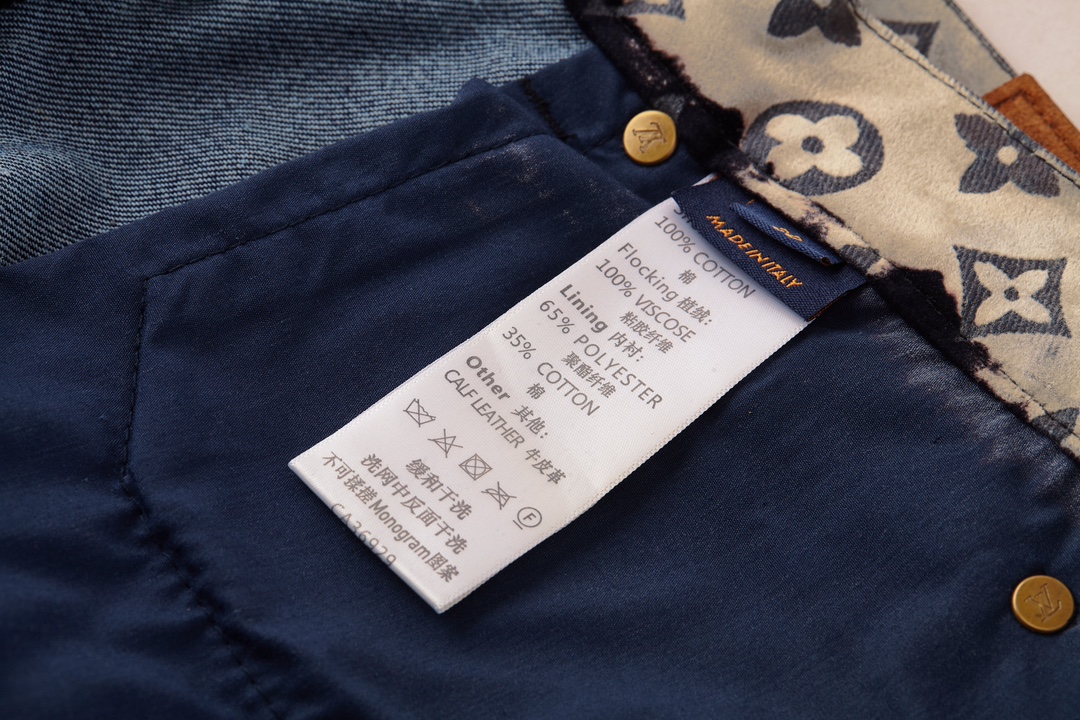 MADE IN ITALY
100% COTTON
棉
Flocking 植绒:
100% VISCOSE
粘胶纤维
Lining 内衬:
65% POLYESTER
聚酯纤维
35% COTTON
棉
Other 其他:
CALF LEATHER 牛皮革
F
缓和干洗
洗网中反面干洗
不可揉搓Monogram图案
CA36929
LV
LV